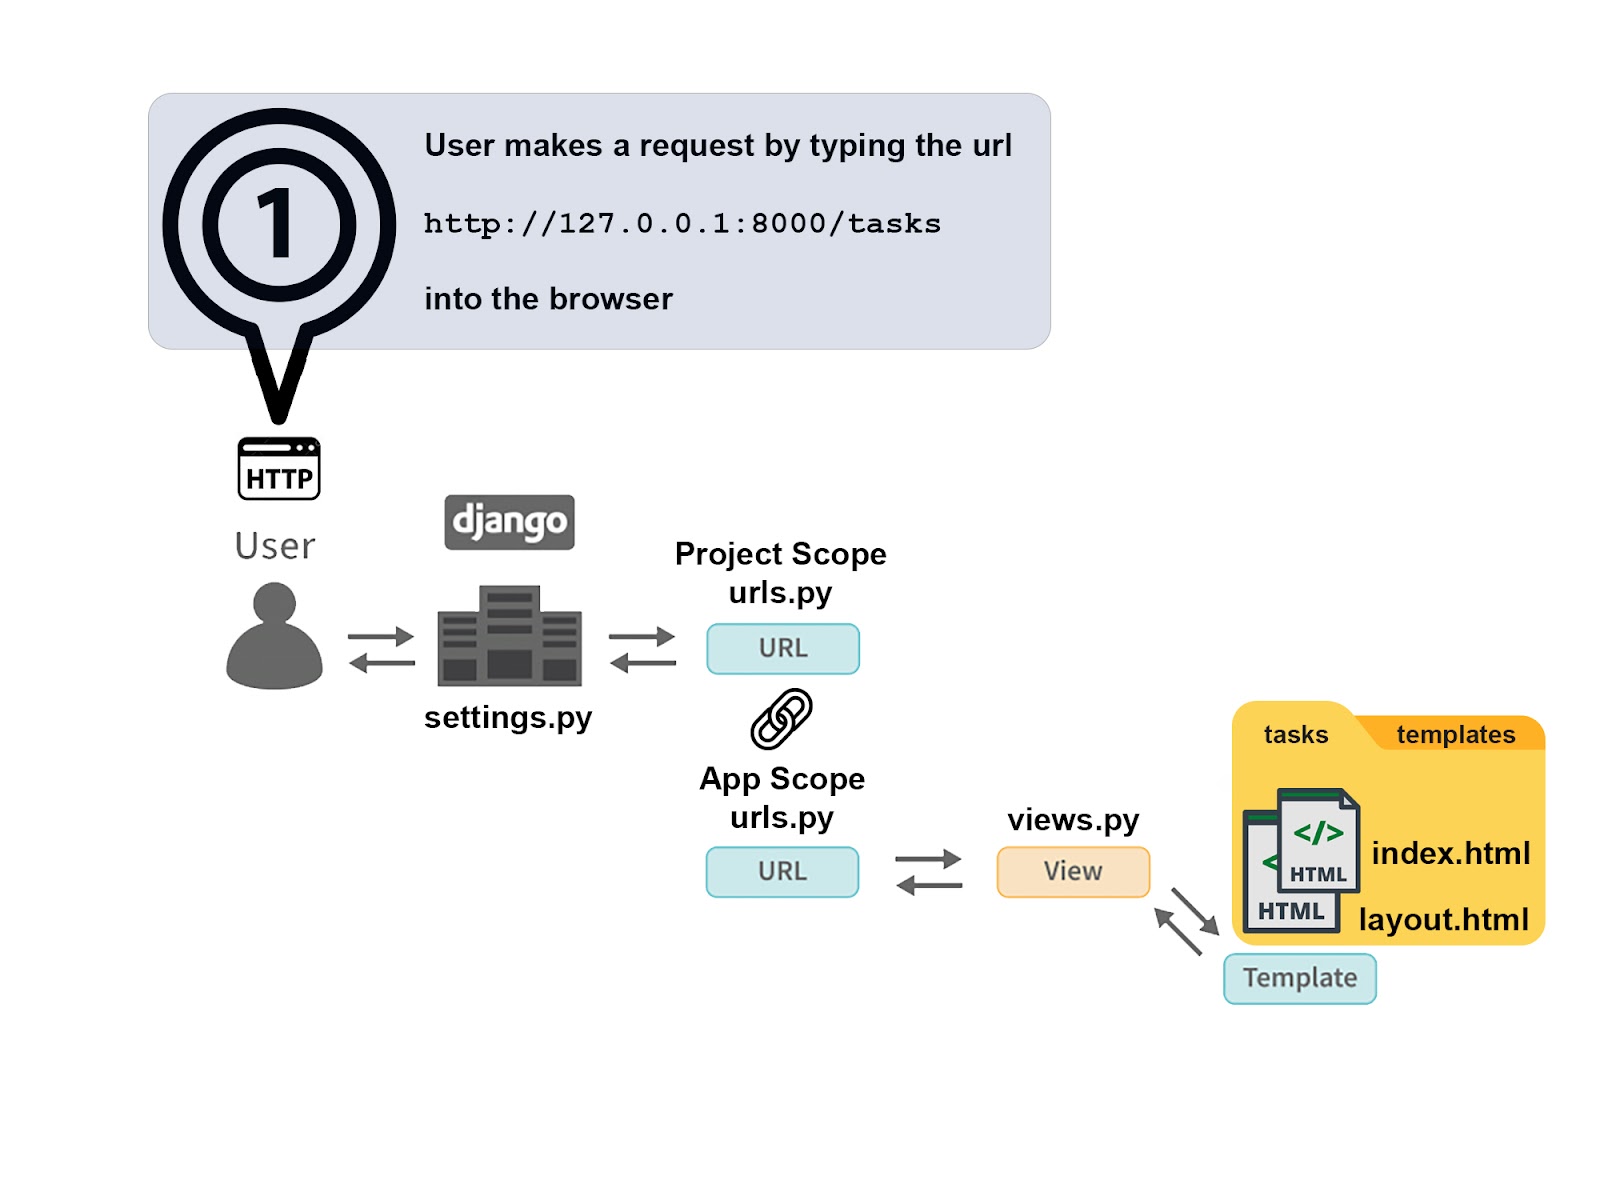 1
User makes a request by typing the url
http://127.0.0.1:8000/tasks
into the browser
HTTP
User
django
settings.py
Project Scope
urls.py
URL
App Scope
urls.py
URL
views.py
View
tasks
templates
</>
HTML
index.html
<
HTML
layout.html
Template